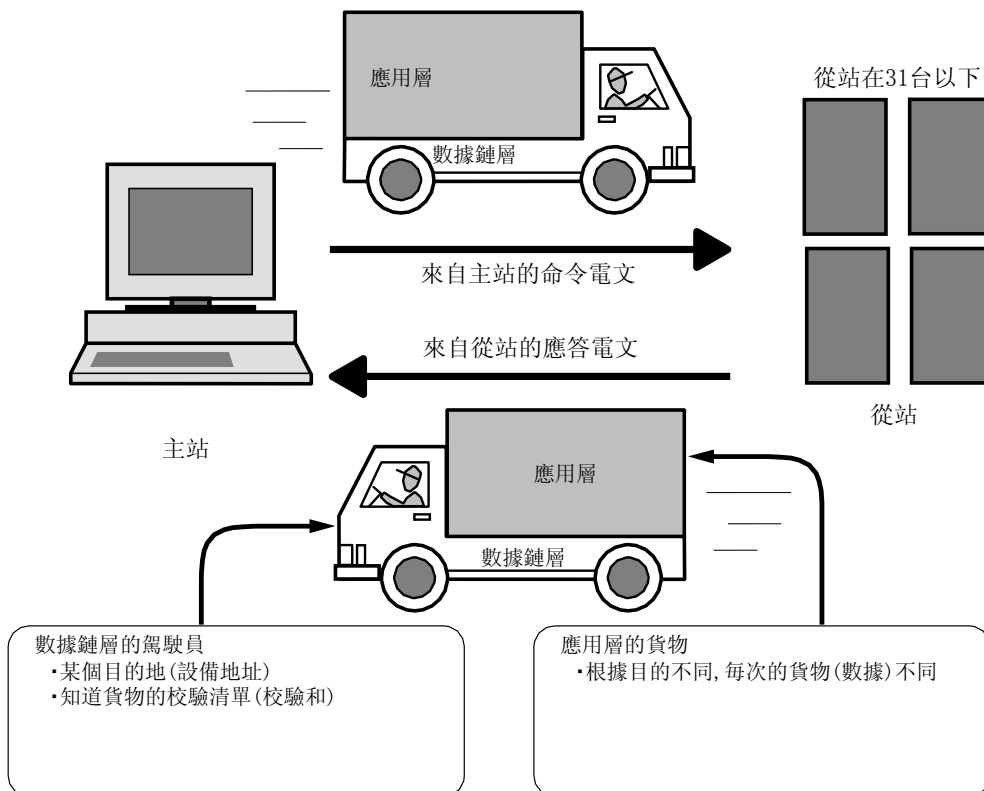 應用層
數據鏈層
從站在31台以下
來自主站的命令電文
來自從站的應答電文
主站
從站
應用層
數據鏈層
數據鏈層的駕駛員
・某個目的地(設備地址)
・知道貨物的校驗清單(校驗和)
應用層的貨物
・根據目的不同,每次的貨物(數據)不同